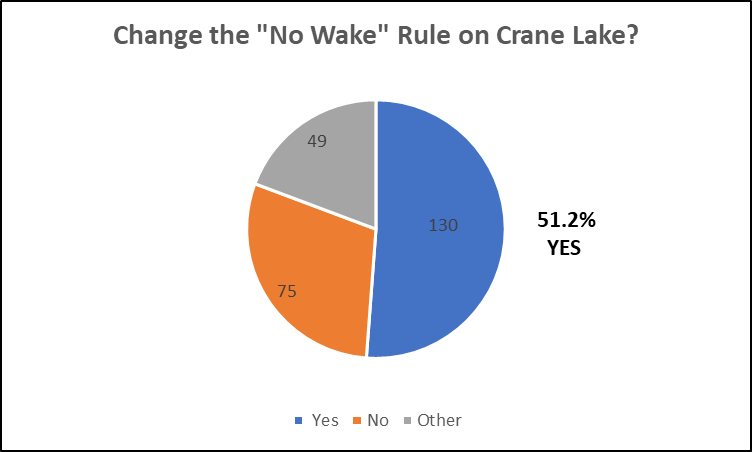 Change the "No Wake" Rule on Crane Lake?
49
130
51.2%
YES
75
Yes No Other